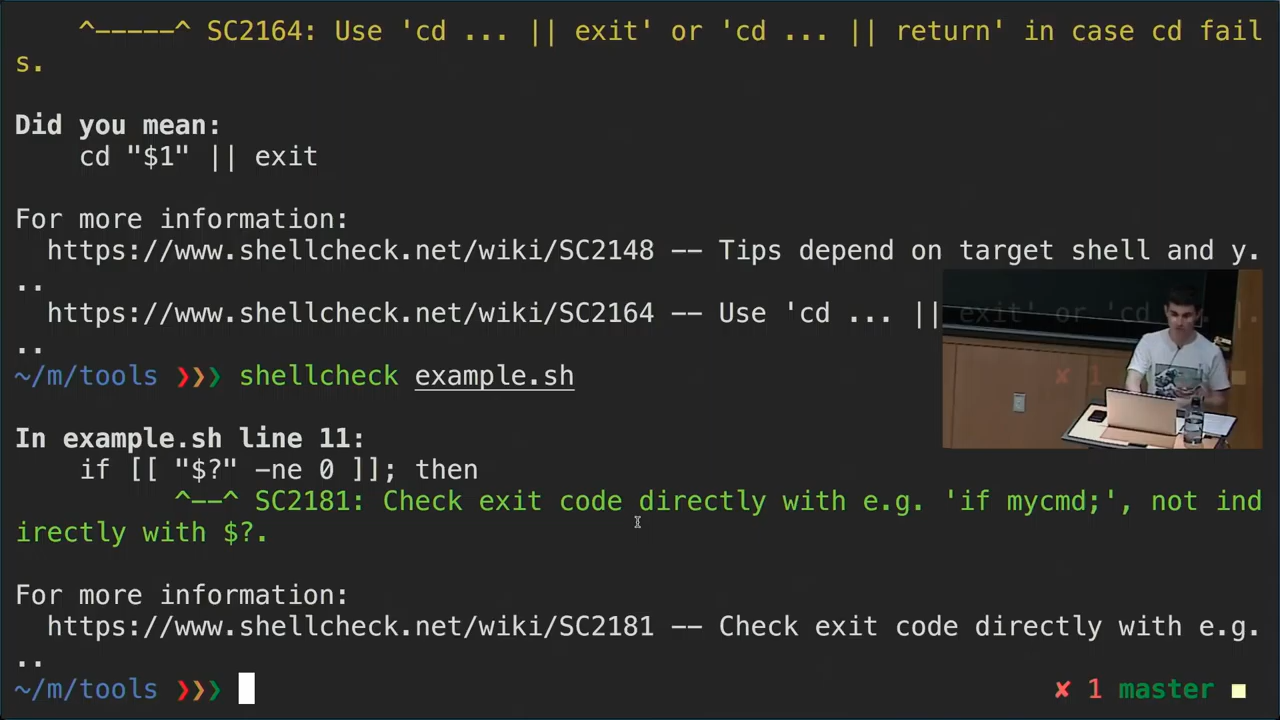 ^-----^ SC2164: Use 'cd ... || exit' or 'cd ... || return' in case cd fail
s.
Did you mean:
cd "$1" || exit
For more information:
https://www.shellcheck.net/wiki/SC2148 -- Tips depend on target shell and y.
..
https://www.shellcheck.net/wiki/SC2164 -- Use 'cd ... || exit' or 'cd ... |.
..
~/m/tools ❯❯❯ shellcheck example.sh ✘ 1
In example.sh line 11:
if [[ "$?" -ne 0 ]]; then
^--^ SC2181: Check exit code directly with e.g. 'if mycmd;', not ind
irectly with $?.
For more information:
https://www.shellcheck.net/wiki/SC2181 -- Check exit code directly with e.g.
..
~/m/tools ❯❯❯ ✘ 1 master